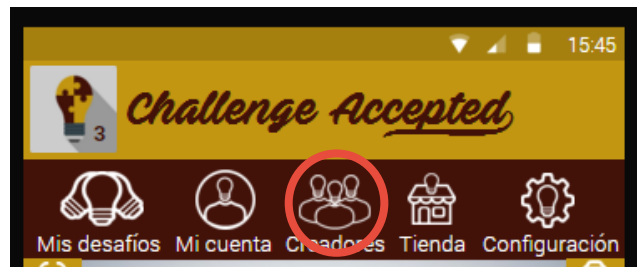 15:45
3 Challenge Accepted
Mis desafíos Mi cuenta Creadores Tienda Configuración